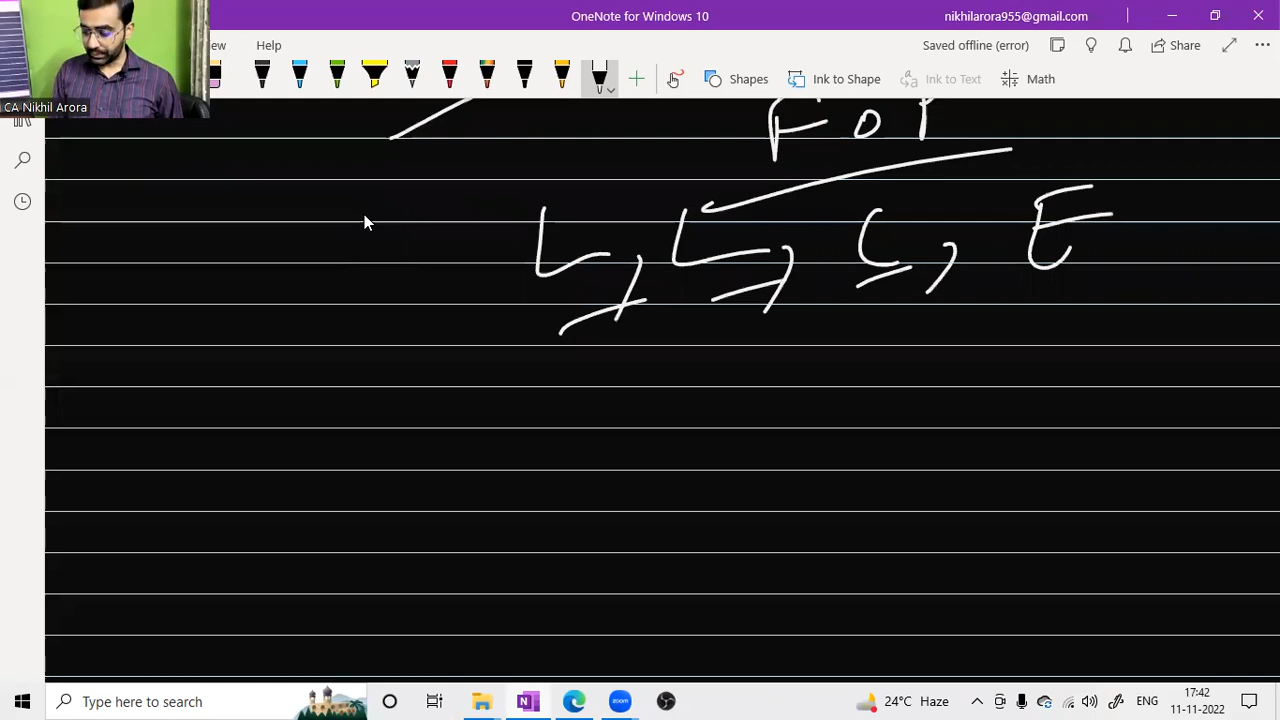 OneNote for Windows 10
nikhilarora955@gmail.com
ew Help
Saved offline (error)
Share
CA Nikhil Arora
Shapes
Ink to Shape
Ink to Text
Math
FOP
L, L, C, E
Type here to search
24°C Haze
ENG
17:42
11-11-2022